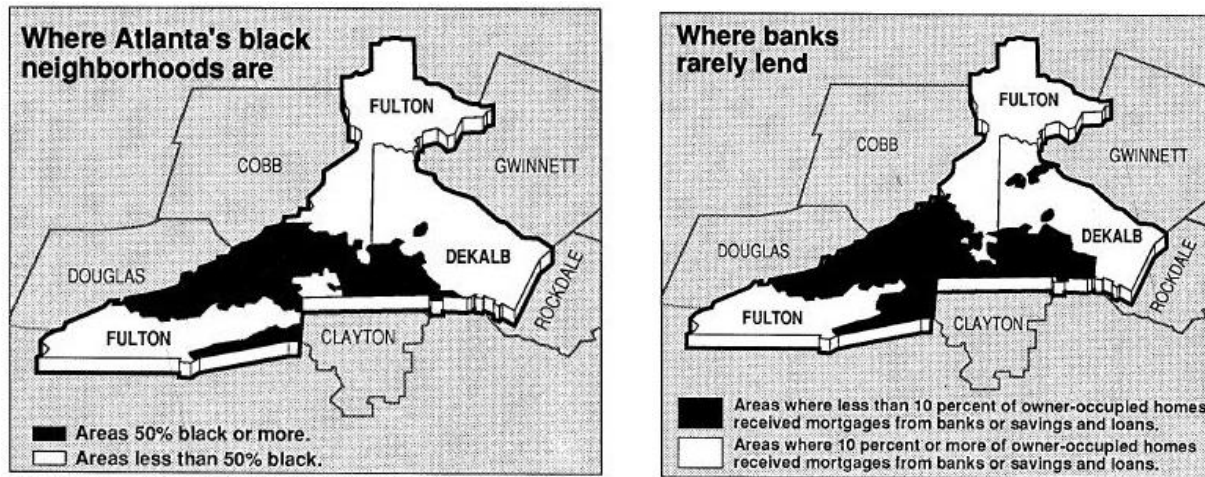 Where Atlanta's black
neighborhoods are
FULTON
COBB
GWINNETT
DOUGLAS
DEKALB
ROCKDALE
FULTON
CLAYTON
Areas 50% black or more.
Areas less than 50% black.
Where banks
rarely lend
FULTON
COBB
GWINNETT
DOUGLAS
DEKALB
ROCKDALE
FULTON
CLAYTON
Areas where less than 10 percent of owner-occupied homes
received mortgages from banks or savings and loans.
Areas where 10 percent or more of owner-occupied homes
received mortgages from banks or savings and loans.